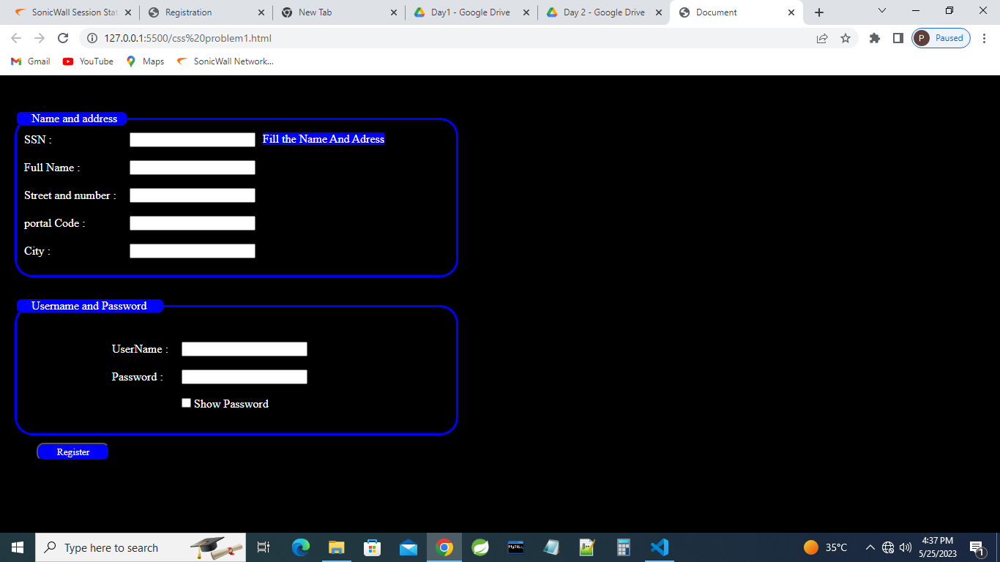 SonicWall Session Stat
Registration
New Tab
Day1 - Google Drive
Day 2 - Google Drive
Document
127.0.0.1:5500/css%20problem1.html
P
Paused
Gmail
YouTube
Maps
SonicWall Network...
Name and address
SSN :
Fill the Name And Adress
Full Name :
Street and number :
portal Code :
City :
Username and Password
UserName :
Password :
Show Password
Register
Type here to search
MySQL
35°C
4:37 PM
5/25/2023
1